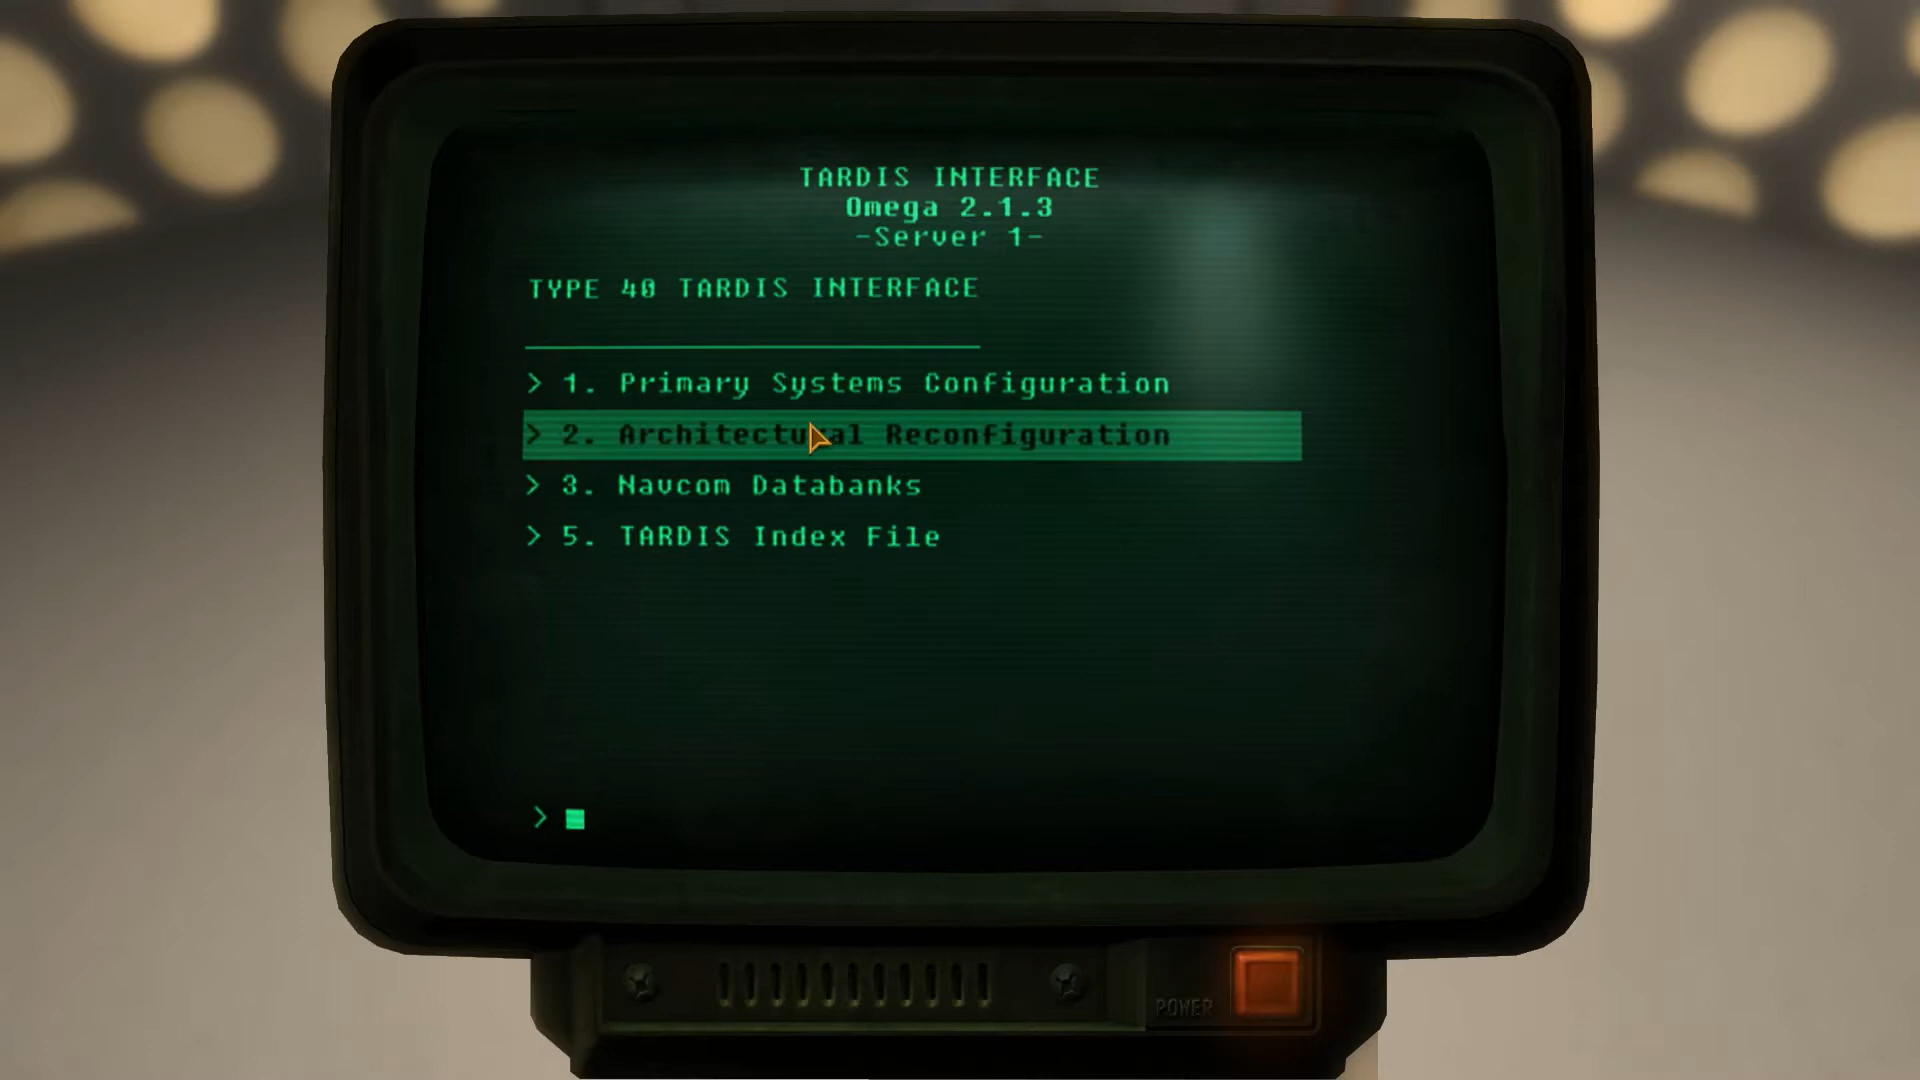 TARDIS INTERFACE
Omega 2.1.3
-Server 1-
TYPE 40 TARDIS INTERFACE
> 1. Primary Systems Configuration
> 2. Architectural Reconfiguration
> 3. Navcom Databanks
> 5. TARDIS Index File
>
POWER